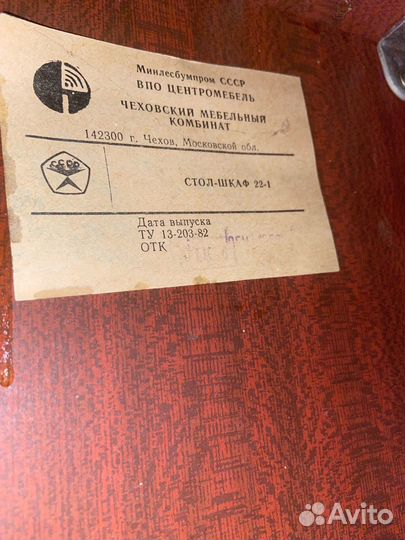 Минлесбумпром СССР
ВПО ЦЕНТРОМЕБЕЛЬ
ЧЕХОВСКИЙ МЕБЕЛЬНЫЙ
КОМБИНАТ
142300 г. Чехов, Московской обл.
СССР
СТОЛ-ШКАФ 22-1
Дата выпуска
ТУ 13-203-82
ОТК
Avito